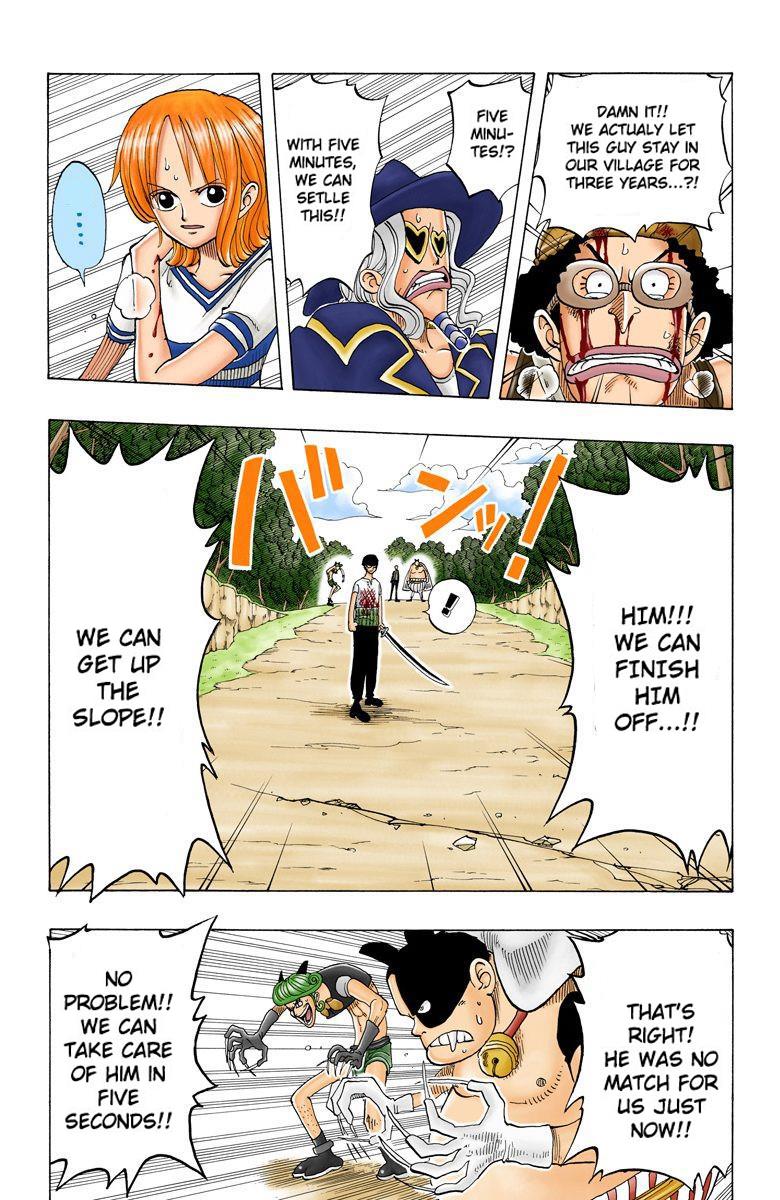 DAMN IT!!
WE ACTUALY LET
THIS GUY STAY IN
OUR VILLAGE FOR
THREE YEARS...?!
FIVE
MINU-
TES!?
WITH FIVE
MINUTES,
WE CAN
SETLLE
THIS!!
...
バンッ!
!
HIM!!!
WE CAN
FINISH
HIM
OFF...!!
WE CAN
GET UP
THE
SLOPE!!
THAT'S
RIGHT!
HE WAS NO
MATCH FOR
US JUST
NOW!!
NO
PROBLEM!!
WE CAN
TAKE CARE
OF HIM IN
FIVE
SECONDS!!